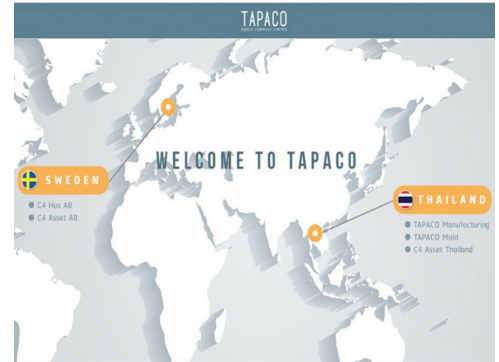 TAPACO
PUBLIC COMPANY LIMITED
WELCOME TO TAPACO
SWEDEN
C4 Hus AB
C4 Asset AB
THAILAND
TAPACO Manufacturing
TAPACO Mold
C4 Asset Thailand